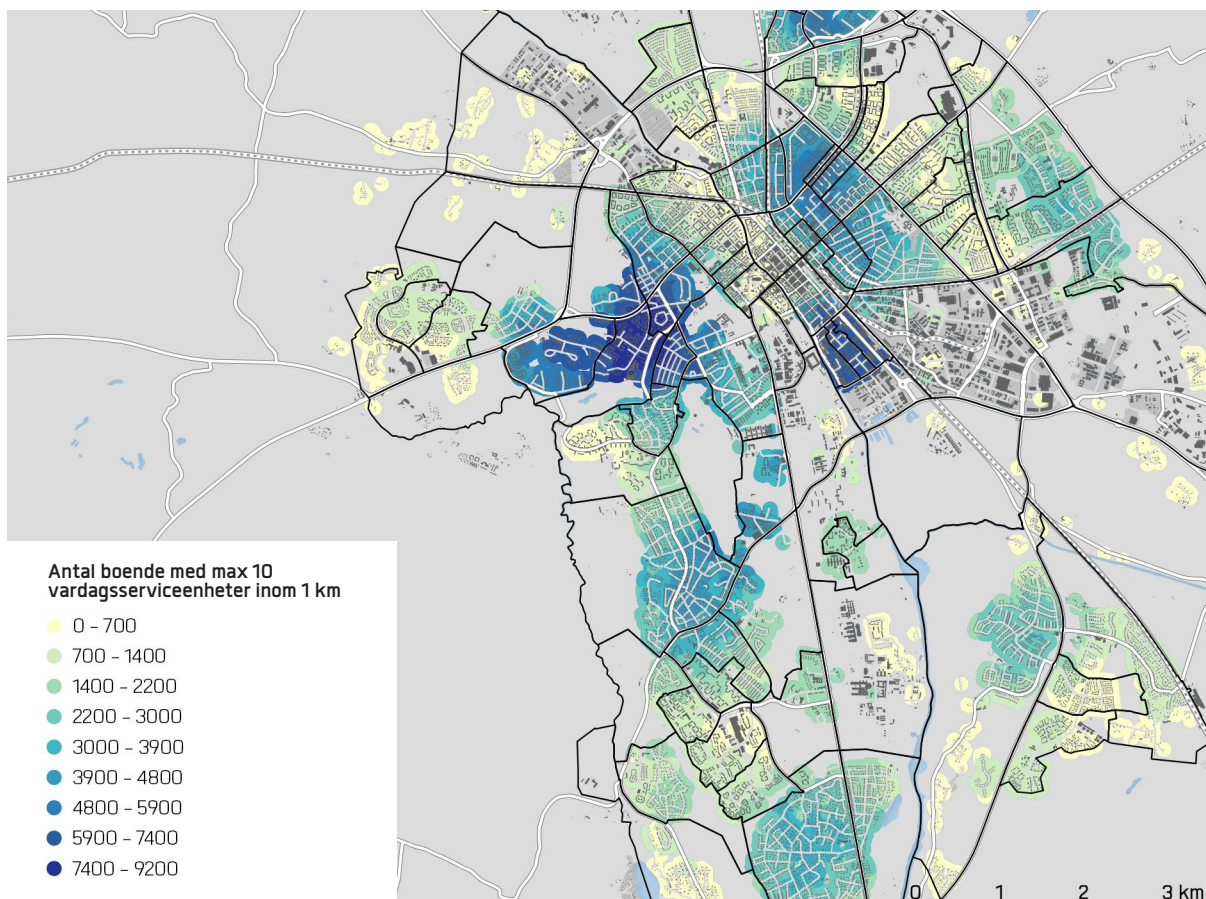 Antal boende med max 10
vardagsserviceenheter inom 1 km
0 – 700
700 – 1400
1400 – 2200
2200 – 3000
3000 – 3900
3900 – 4800
4800 – 5900
5900 – 7400
7400 – 9200
0 1 2 3 km